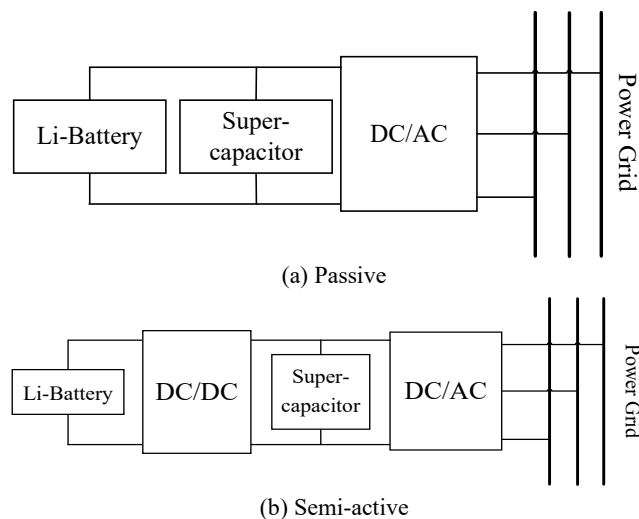 Li-Battery
Super-
capacitor
DC/AC
Power Grid
(a) Passive
Li-Battery
DC/DC
Super-
capacitor
DC/AC
Power Grid
(b) Semi-active